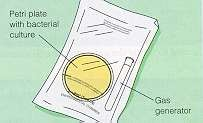 Petri plate
with bacterial
culture
Gas
generator